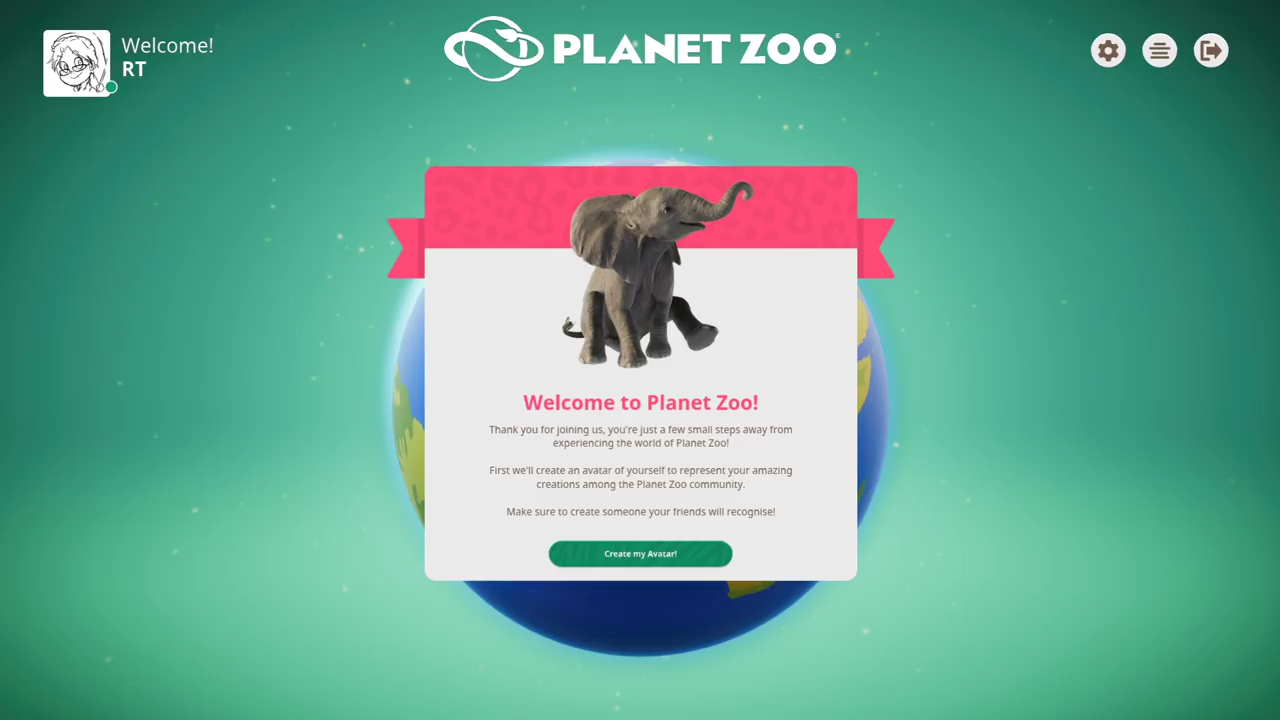 Welcome!
RT
PLANET ZOO®
Welcome to Planet Zoo!
Thank you for joining us, you're just a few small steps away from
experiencing the world of Planet Zoo!
First we'll create an avatar of yourself to represent your amazing
creations among the Planet Zoo community.
Make sure to create someone your friends will recognise!
Create my Avatar!